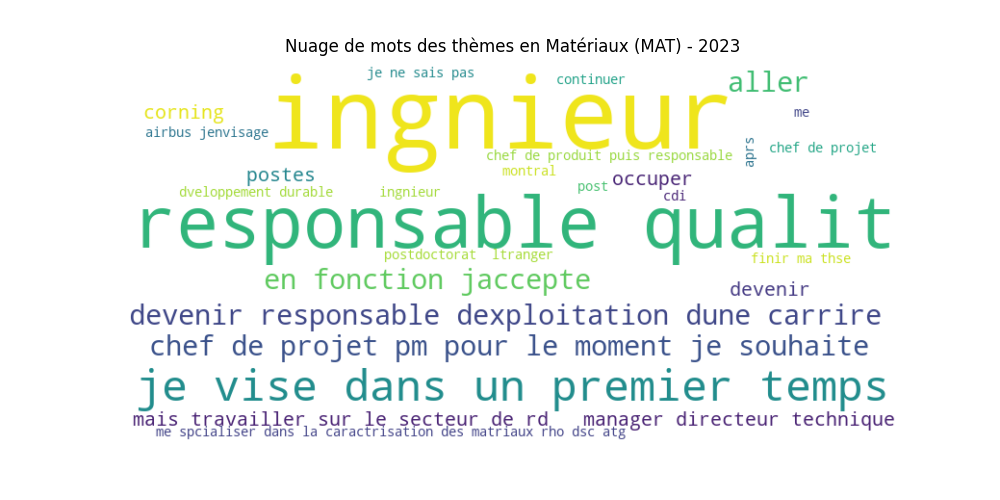 Nuage de mots des thèmes en Matériaux (MAT) - 2023
je ne sais pas
continuer
aller
ingnieur
corning
me
airbus jenvisage
aprs
chef de projet
chef de produit puis responsable
montral
postes
occuper
post
dveloppement durable
ingnieur
cdi
responsable qualit
postdoctorat ltranger
finir ma thse
en fonction jaccepte
devenir
devenir responsable dexploitation dune carrire
chef de projet pm pour le moment je souhaite
je vise dans un premier temps
mais travailler sur le secteur de rd
manager directeur technique
me spcialiser dans la caractrisation des matriaux rho dsc atg